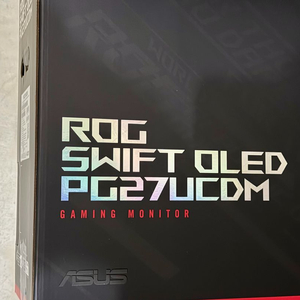 ROG
SWIFT OLED
PG27UCDM
GAMING MONITOR
ASUS